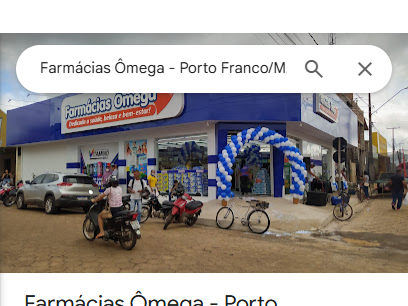 Farmácias Ômega - Porto Franco/M
Farmácias Ômega
Dedicada a saúde, beleza e bem-estar!
Farmácias Ômega - Porto